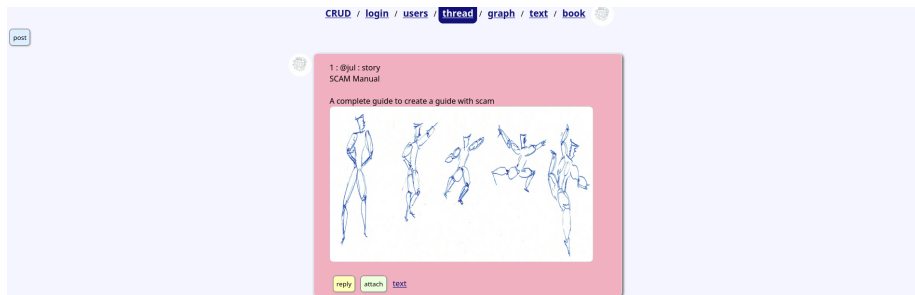 CRUD / login / users / thread / graph / text / book
post
1 : @jul : story
SCAM Manual
A complete guide to create a guide with scam
reply attach text